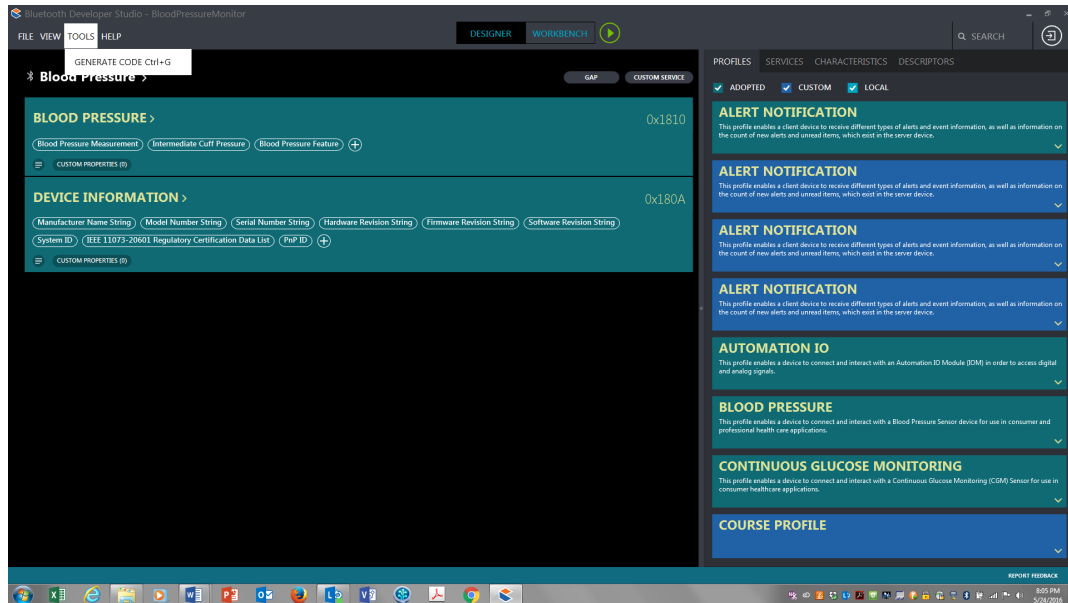 Bluetooth Developer Studio - BloodPressureMonitor
FILE VIEW TOOLS HELP
DESIGNER WORKBENCH
SEARCH
GENERATE CODE Ctrl+G
Blood Pressure >
GAP CUSTOM SERVICE
BLOOD PRESSURE > 0x1810
Blood Pressure Measurement Intermediate Cuff Pressure Blood Pressure Feature
CUSTOM PROPERTIES (0)
DEVICE INFORMATION > 0x180A
Manufacturer Name String Model Number String Serial Number String Hardware Revision String Firmware Revision String Software Revision String
System ID IEEE 11073-20601 Regulatory Certification Data List PnP ID
CUSTOM PROPERTIES (0)
PROFILES SERVICES CHARACTERISTICS DESCRIPTORS
ADOPTED CUSTOM LOCAL
ALERT NOTIFICATION
This profile enables a client device to receive different types of alerts and event information, as well as information on
the count of new alerts and unread items, which exist in the server device.
ALERT NOTIFICATION
This profile enables a client device to receive different types of alerts and event information, as well as information on
the count of new alerts and unread items, which exist in the server device.
ALERT NOTIFICATION
This profile enables a client device to receive different types of alerts and event information, as well as information on
the count of new alerts and unread items, which exist in the server device.
ALERT NOTIFICATION
This profile enables a client device to receive different types of alerts and event information, as well as information on
the count of new alerts and unread items, which exist in the server device.
AUTOMATION IO
This profile enables a device to connect and interact with an Automation IO Module (IOM) in order to access digital
and analog signals.
BLOOD PRESSURE
This profile enables a device to connect and interact with a Blood Pressure Sensor device for use in consumer and
professional health care applications.
CONTINUOUS GLUCOSE MONITORING
This profile enables a device to connect and interact with a Continuous Glucose Monitoring (CGM) Sensor for use in
consumer healthcare applications.
COURSE PROFILE
REPORT FEEDBACK
8:05 PM
5/24/2016